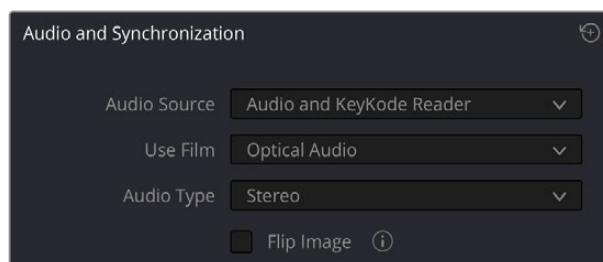 Audio and Synchronization
Audio Source Audio and KeyKode Reader
Use Film Optical Audio
Audio Type Stereo
Flip Image